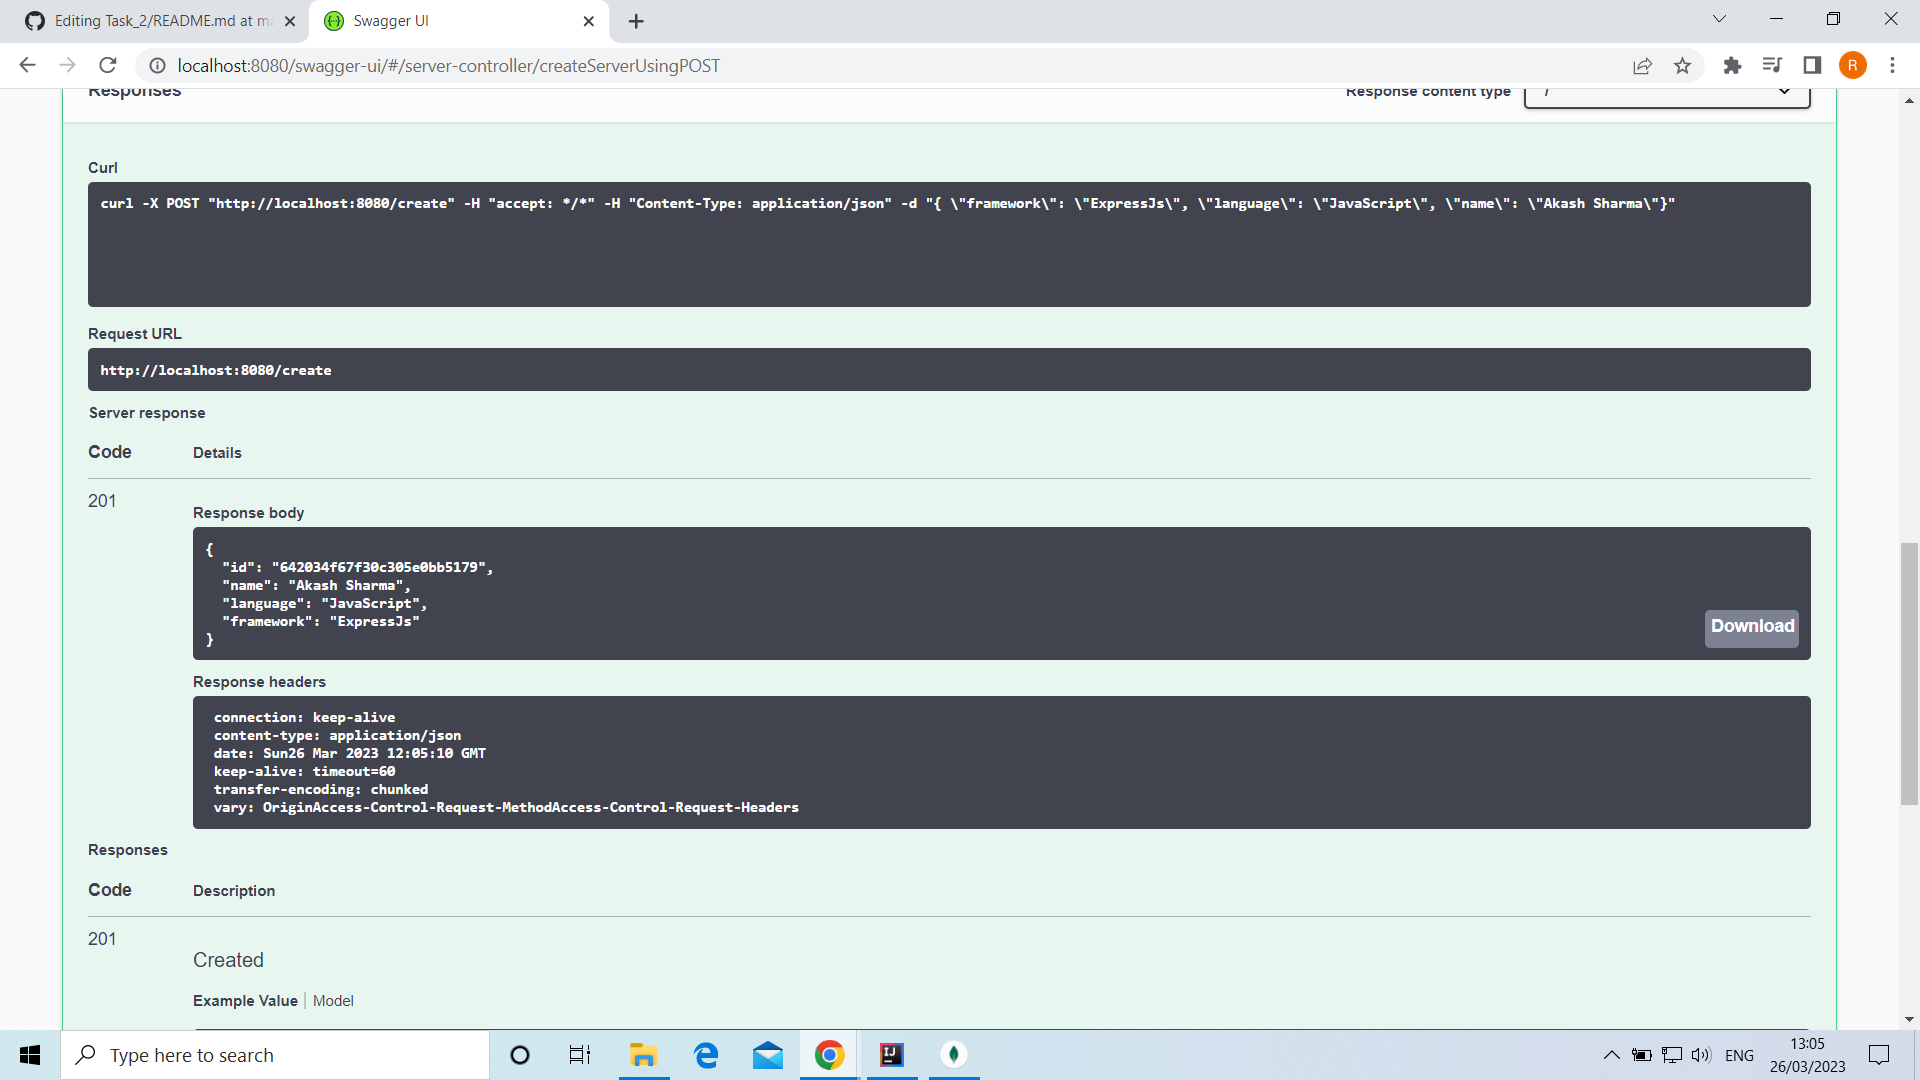 Editing Task_2/README.md at ma
Swagger UI
localhost:8080/swagger-ui/#/server-controller/createServerUsingPOST
R
Responses
Response content type
Curl
curl -X POST "http://localhost:8080/create" -H "accept: */*" -H "Content-Type: application/json" -d "{ \"framework\": \"ExpressJs\", \"language\": \"JavaScript\", \"name\": \"Akash Sharma\"}"
Request URL
http://localhost:8080/create
Server response
Code Details
201
Response body
{
"id": "642034f67f30c305e0bb5179",
"name": "Akash Sharma",
"language": "JavaScript",
"framework": "ExpressJs"
}
Download
Response headers
connection: keep-alive
content-type: application/json
date: Sun26 Mar 2023 12:05:10 GMT
keep-alive: timeout=60
transfer-encoding: chunked
vary: OriginAccess-Control-Request-MethodAccess-Control-Request-Headers
Responses
Code Description
201
Created
Example Value | Model
Type here to search
IJ
ENG
13:05
26/03/2023